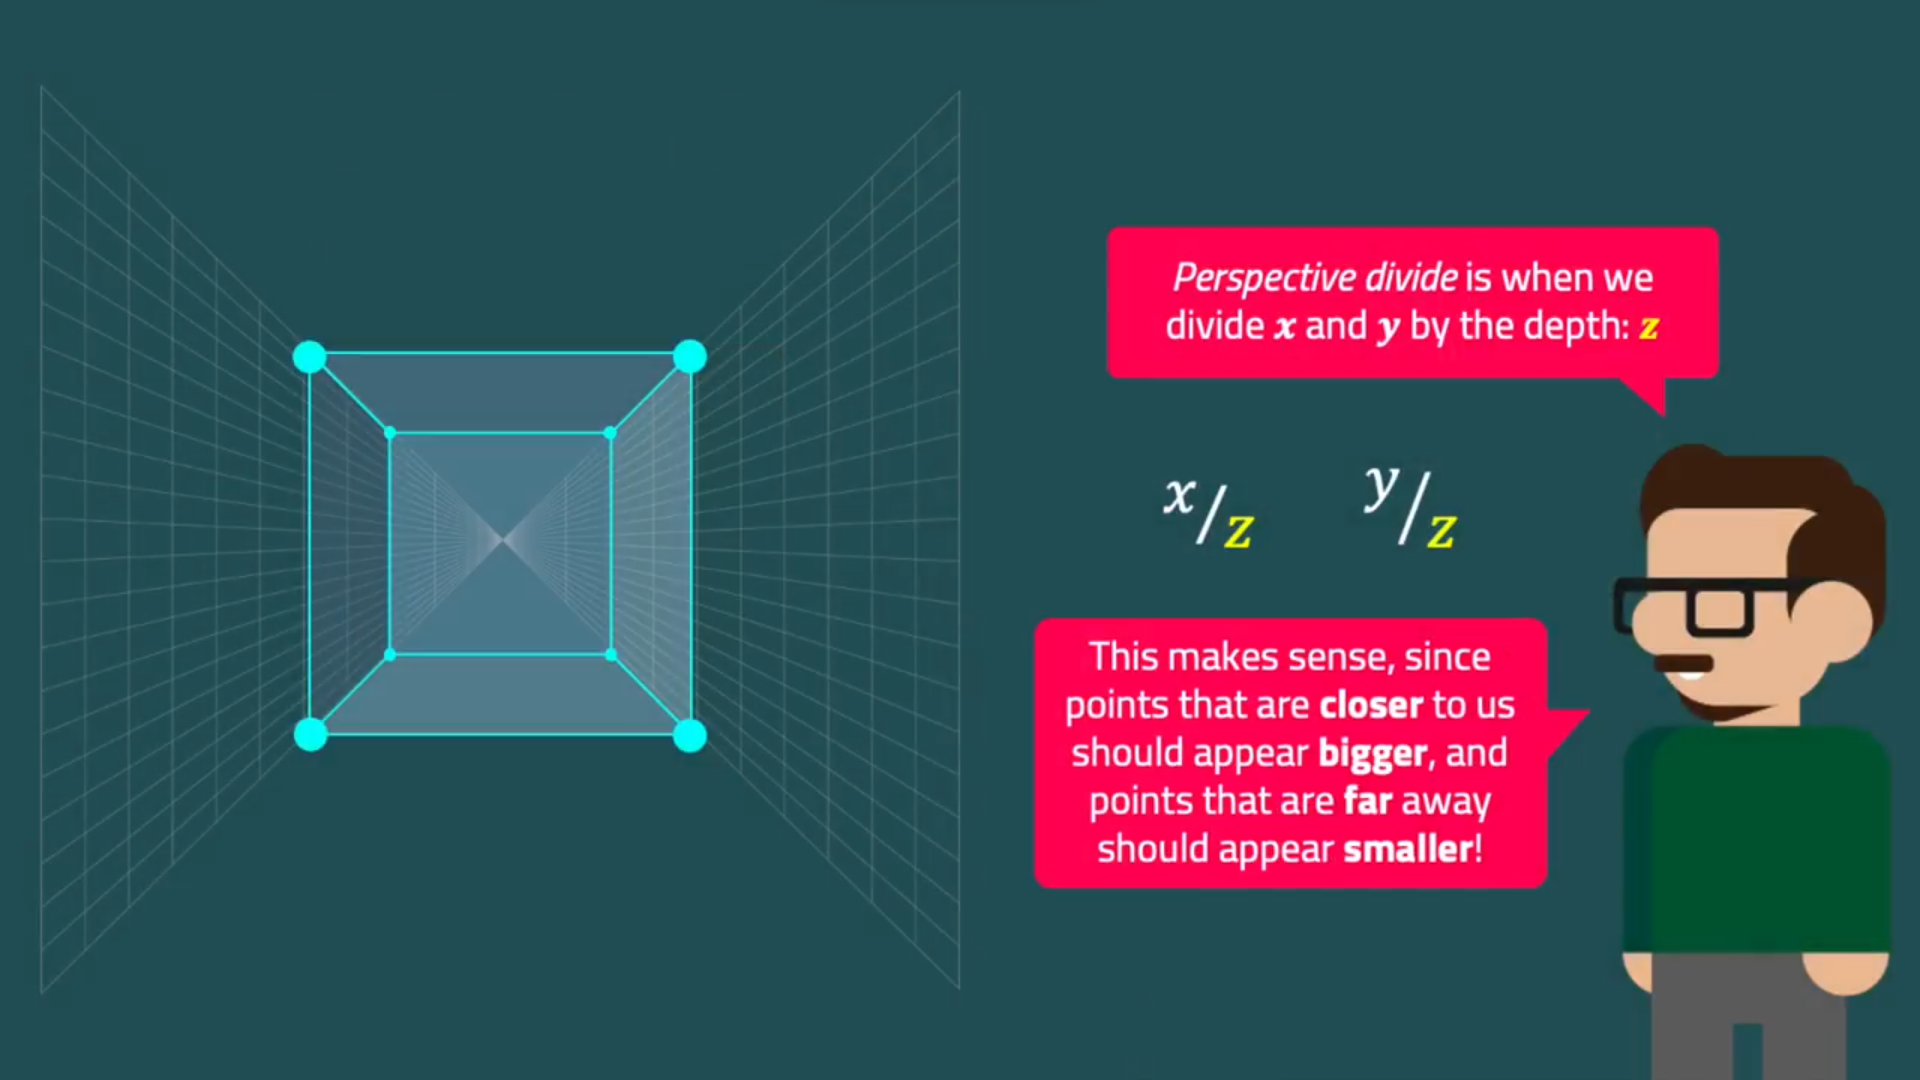 Perspective divide is when we
divide x and y by the depth: z
x/z y/z
This makes sense, since
points that are closer to us
should appear bigger, and
points that are far away
should appear smaller!